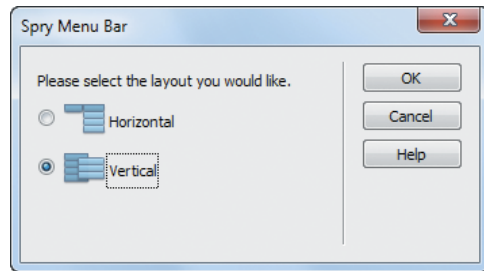 Spry Menu Bar
Please select the layout you would like.
Horizontal
Vertical
OK
Cancel
Help